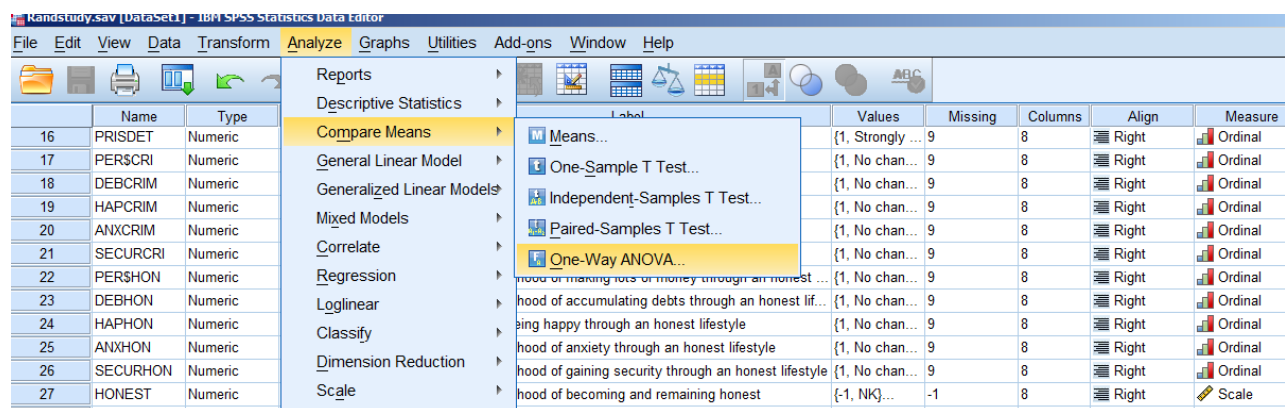 Randstudy.sav [DataSet1] - IBM SPSS Statistics Data Editor
File Edit View Data Transform Analyze Graphs Utilities Add-ons Window Help
Name Type Label Values Missing Columns Align Measure
16 PRISDET Numeric {1, Strongly ... 9 8 Right Ordinal
17 PER$CRI Numeric {1, No chan... 9 8 Right Ordinal
18 DEBCRIM Numeric {1, No chan... 9 8 Right Ordinal
19 HAPCRIM Numeric {1, No chan... 9 8 Right Ordinal
20 ANXCRIM Numeric {1, No chan... 9 8 Right Ordinal
21 SECURCRI Numeric {1, No chan... 9 8 Right Ordinal
22 PER$HON Numeric hood of making lots of money through an honest ... {1, No chan... 9 8 Right Ordinal
23 DEBHON Numeric hood of accumulating debts through an honest lif... {1, No chan... 9 8 Right Ordinal
24 HAPHON Numeric eing happy through an honest lifestyle {1, No chan... 9 8 Right Ordinal
25 ANXHON Numeric hood of anxiety through an honest lifestyle {1, No chan... 9 8 Right Ordinal
26 SECURHON Numeric hood of gaining security through an honest lifestyle {1, No chan... 9 8 Right Ordinal
27 HONEST Numeric hood of becoming and remaining honest {-1, NK}... -1 8 Right Scale
Reports
Descriptive Statistics
Compare Means
General Linear Model
Generalized Linear Models
Mixed Models
Correlate
Regression
Loglinear
Classify
Dimension Reduction
Scale
Means...
One-Sample T Test...
Independent-Samples T Test...
Paired-Samples T Test...
One-Way ANOVA...